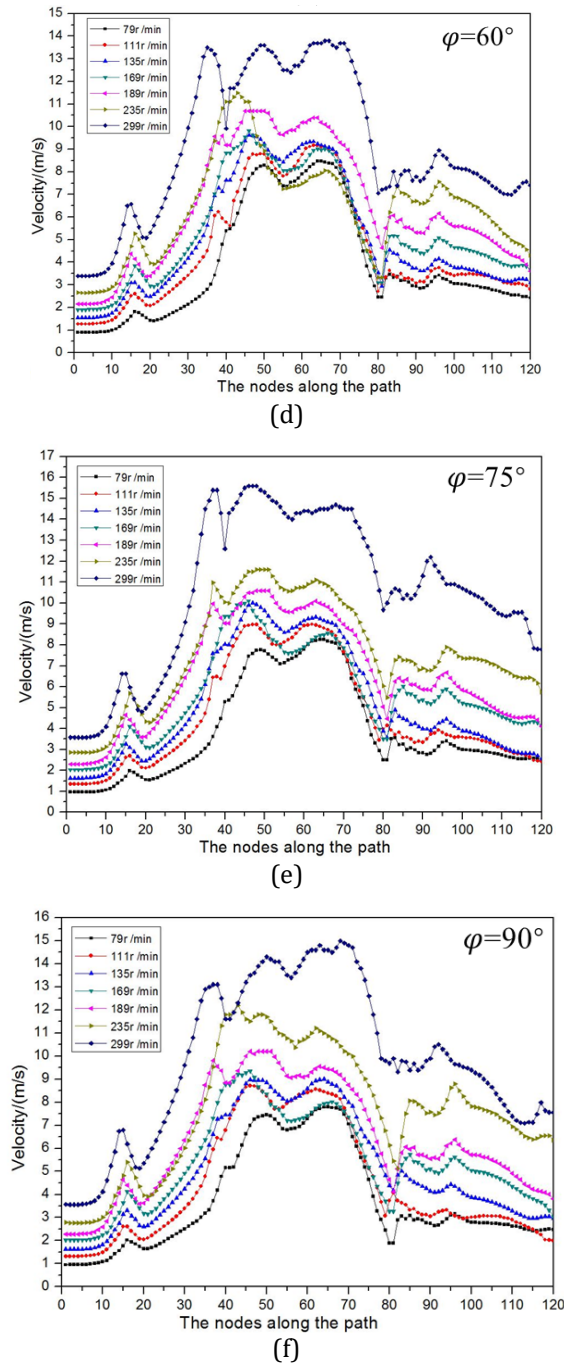 15
14
13
12
11
10
9
8
7
6
5
4
3
2
1
0
Velocity/(m/s)
79r /min
111r /min
135r /min
169r /min
189r /min
235r /min
299r /min
φ=60°
0 10 20 30 40 50 60 70 80 90 100 110 120
The nodes along the path
(d)
17
16
15
14
13
12
11
10
9
8
7
6
5
4
3
2
1
0
Velocity/(m/s)
79r /min
111r /min
135r /min
169r /min
189r /min
235r /min
299r /min
φ=75°
0 10 20 30 40 50 60 70 80 90 100 110 120
The nodes along the path
(e)
16
15
14
13
12
11
10
9
8
7
6
5
4
3
2
1
0
Velocity/(m/s)
79r /min
111r /min
135r /min
169r /min
189r /min
235r /min
299r /min
φ=90°
0 10 20 30 40 50 60 70 80 90 100 110 120
The nodes along the path
(f)